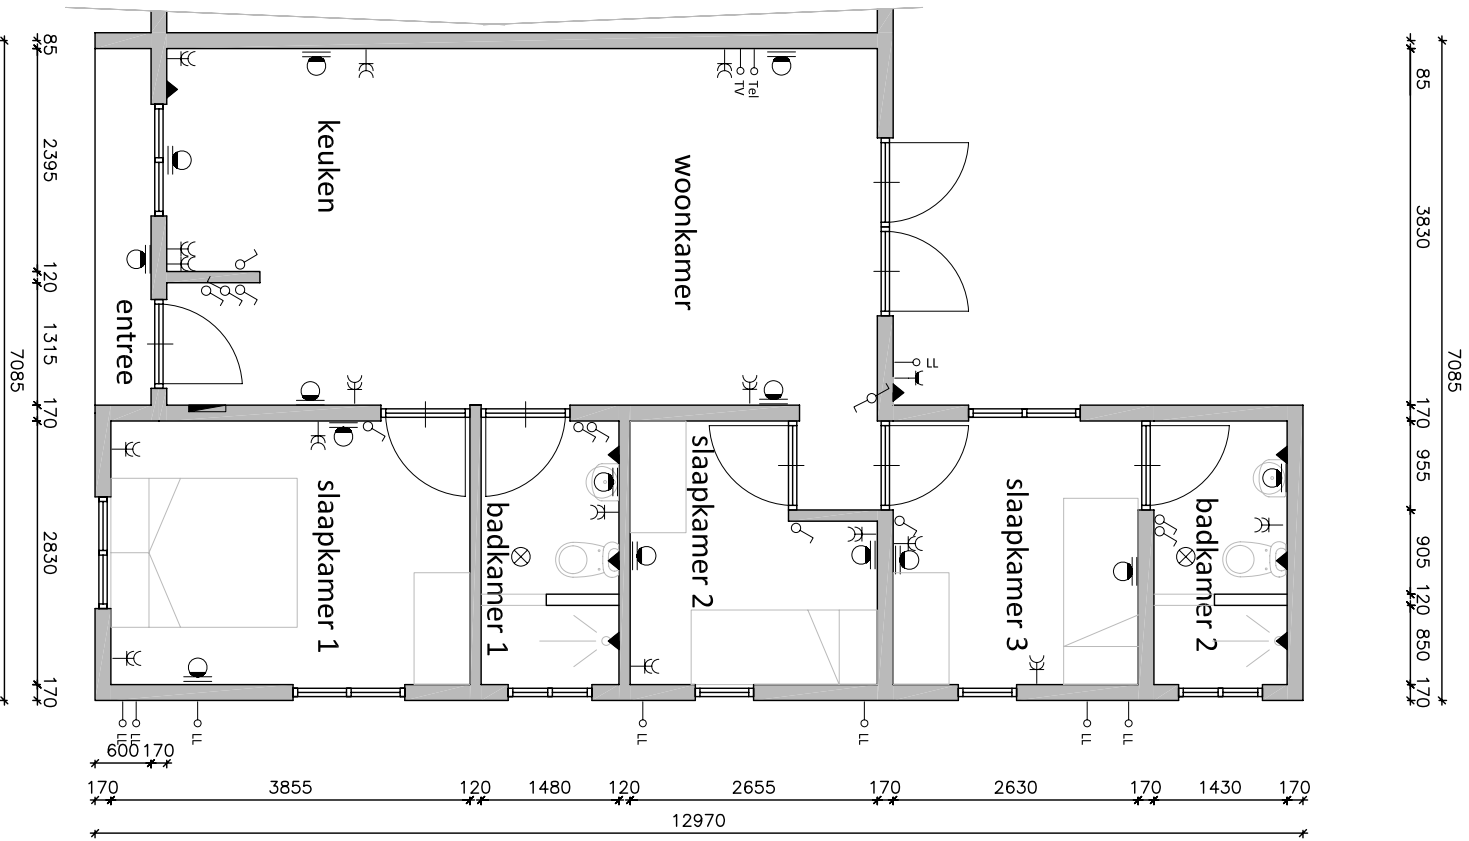 keuken
woonkamer
entree
slaapkamer 1
badkamer 1
slaapkamer 2
slaapkamer 3
badkamer 2
TV
Tel
LL
LL
LL
LL
LL
LL
LL
LL
85
2395
120
1315
170
2830
170
7085
85
3830
170
955
905
120
850
170
7085
600 170
170 3855 120 1480 120 2655 170 2630 170 1430 170
12970